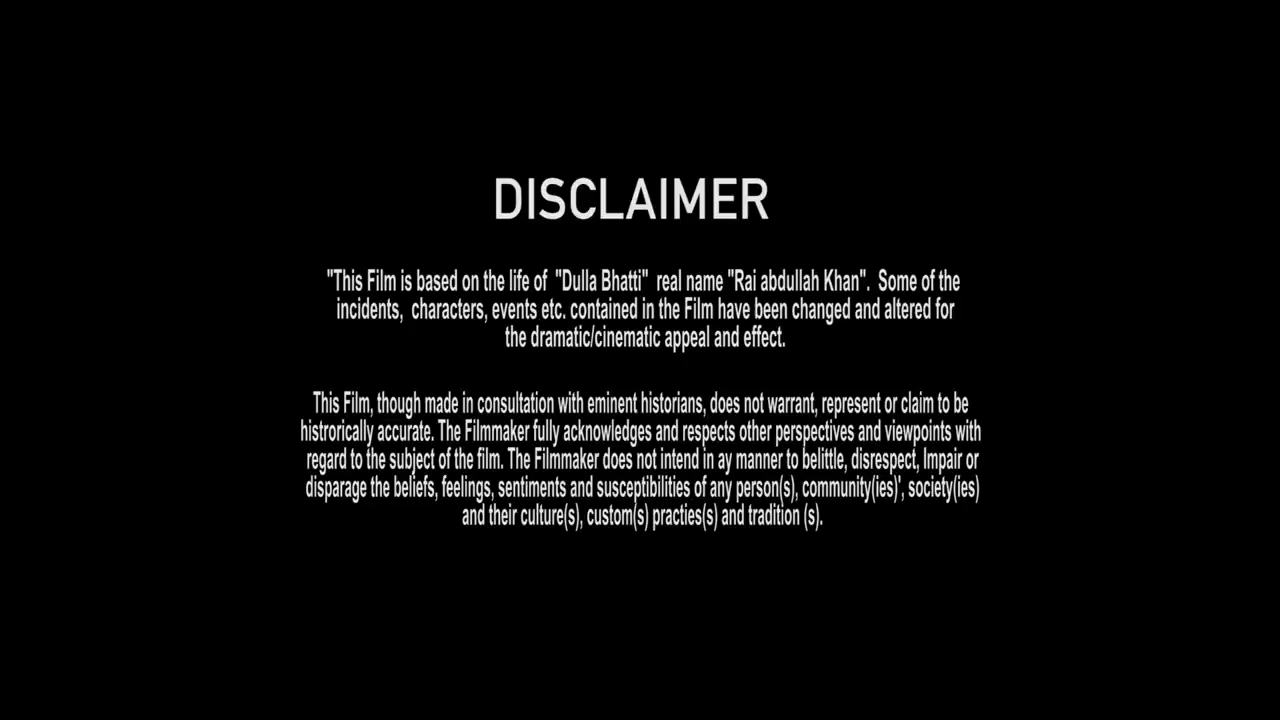 DISCLAIMER
"This Film is based on the life of  "Dulla Bhatti"  real name "Rai abdullah Khan".  Some of the
incidents,  characters, events etc. contained in the Film have been changed and altered for
the dramatic/cinematic appeal and effect.
This Film, though made in consultation with eminent historians, does not warrant, represent or claim to be
histrorically accurate. The Filmmaker fully acknowledges and respects other perspectives and viewpoints with
regard to the subject of the film. The Filmmaker does not intend in ay manner to belittle, disrespect, Impair or
disparage the beliefs, feelings, sentiments and susceptibilities of any person(s), community(ies)', society(ies)
and their culture(s), custom(s) practies(s) and tradition (s).